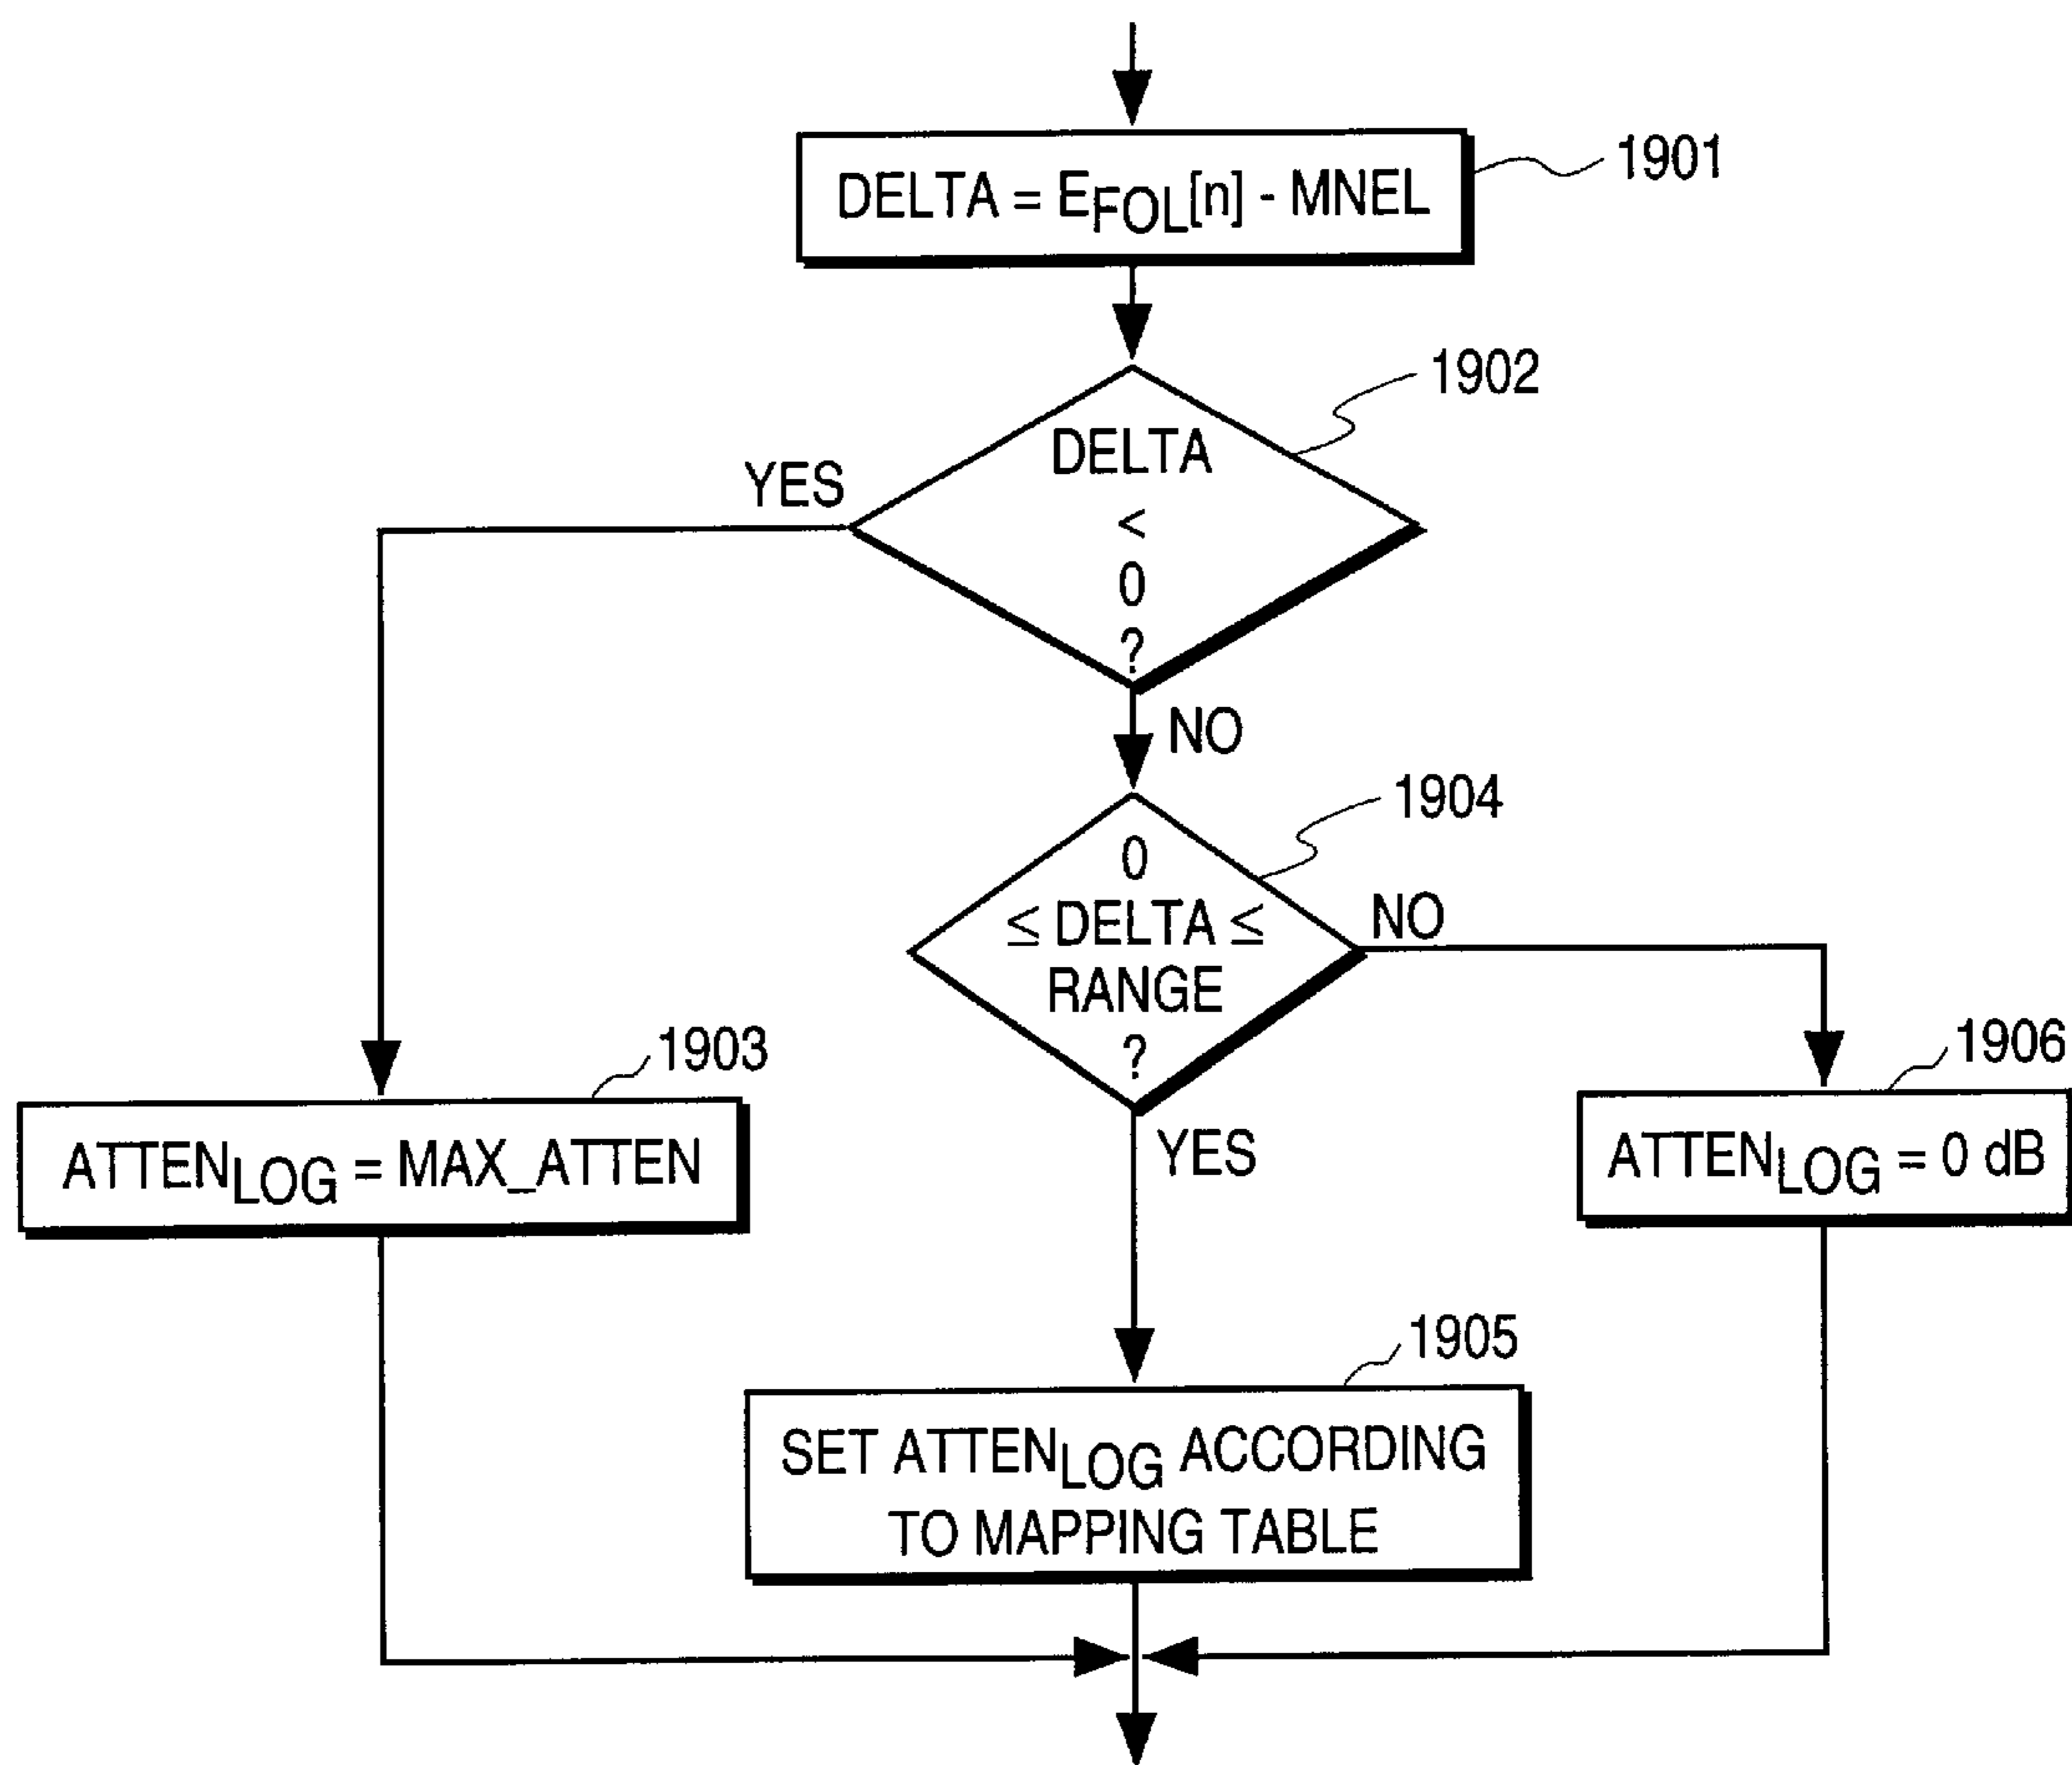 DELTA = EFOL[n] - MNEL
1901
1902
DELTA
<
0
?
YES
NO
1904
0
≤ DELTA ≤
RANGE
?
NO
YES
1903
ATTENLOG = MAX_ATTEN
1906
ATTENLOG = 0 dB
1905
SET ATTENLOG ACCORDING
TO MAPPING TABLE